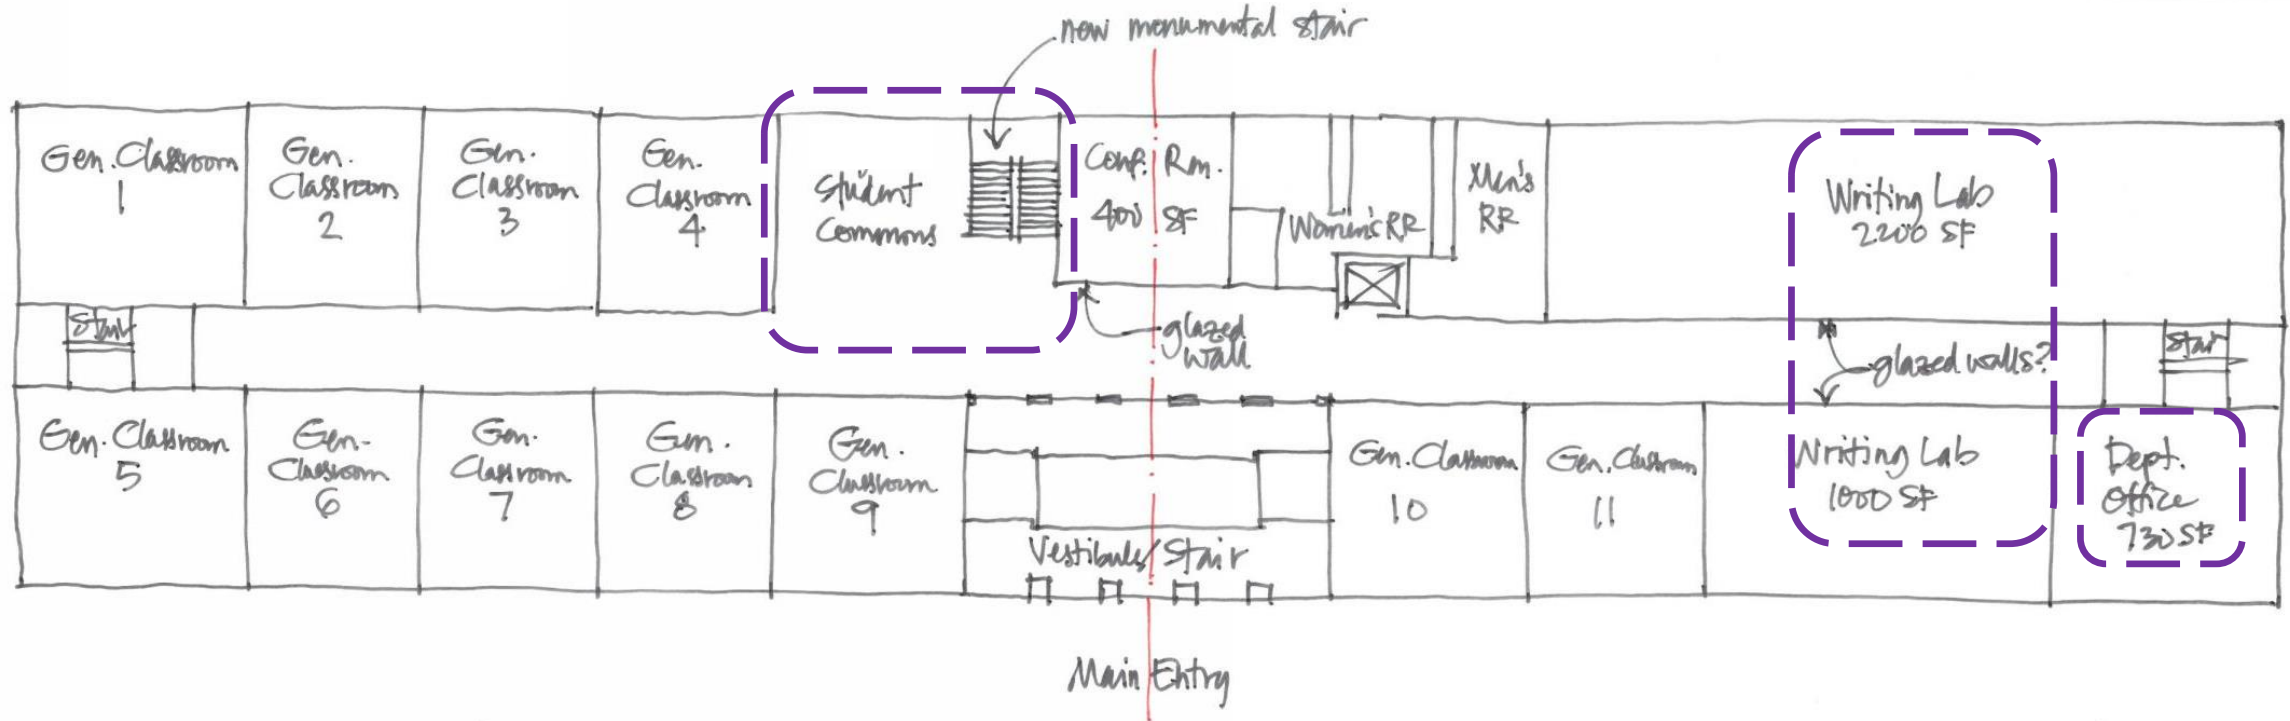 new monumental stair
Gen. Classroom
1
Gen.
Classroom
2
Gen.
Classroom
3
Gen.
Classroom
4
Student
Commons
Conf. Rm.
400 SF
Women's RR
Men's
RR
Writing Lab
2200 SF
Stair
glazed
wall
glazed walls?
Stair
Gen. Classroom
5
Gen.
Classroom
6
Gen.
Classroom
7
Gen.
Classroom
8
Gen.
Classroom
9
Vestibule/Stair
Gen. Classroom
10
Gen. Classroom
11
Writing Lab
1000 SF
Dept.
Office
730 SF
Main Entry